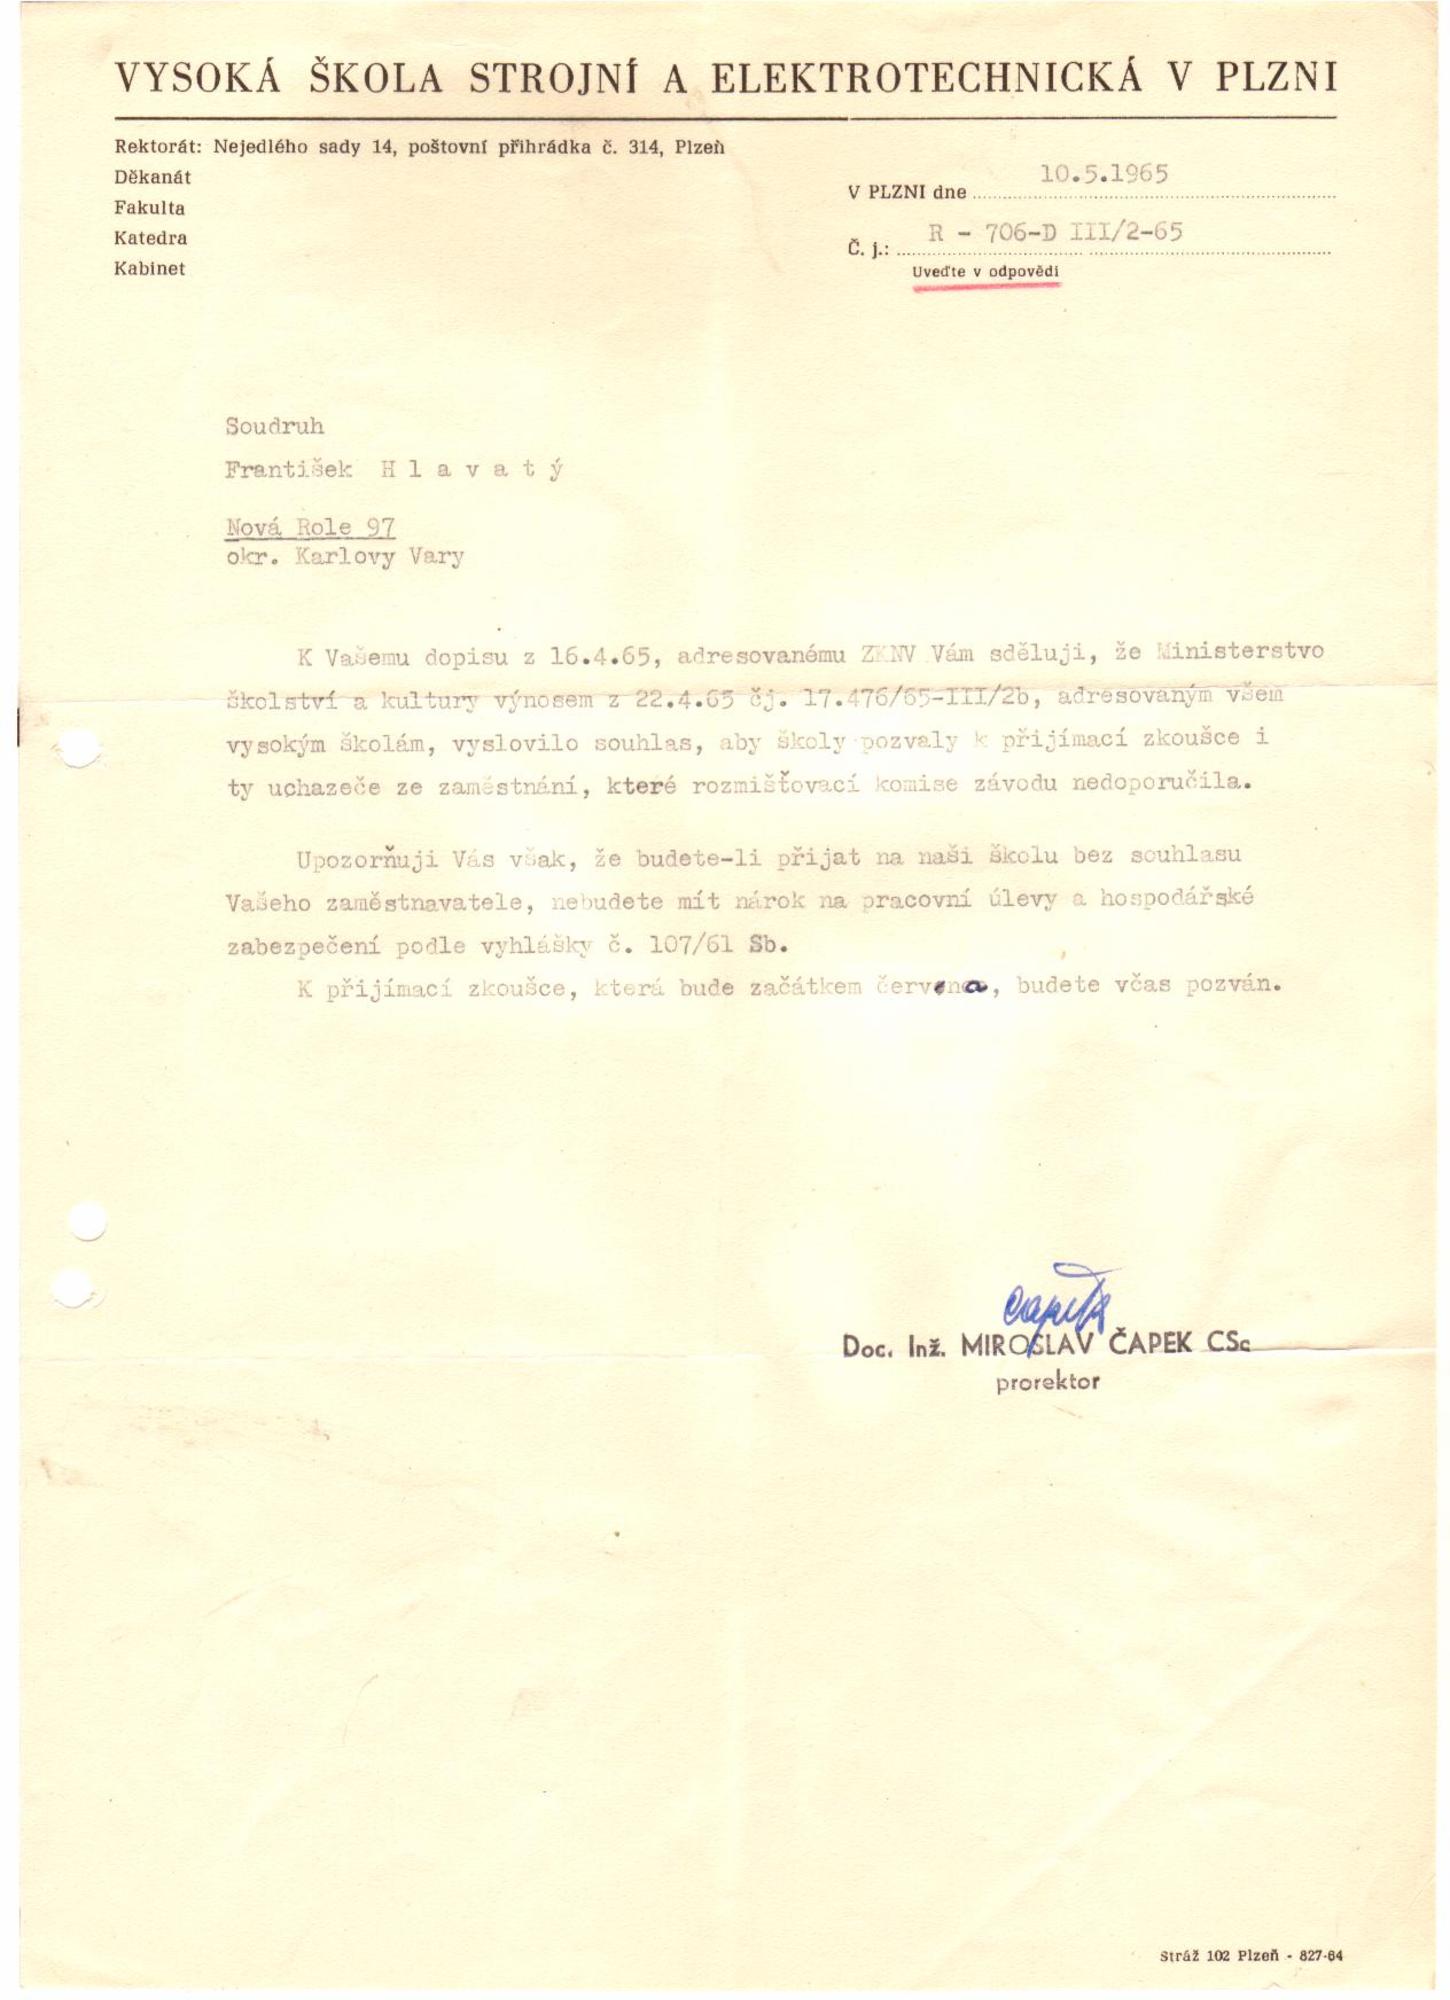 VYSOKÁ ŠKOLA STROJNÍ A ELEKTROTECHNICKÁ V PLZNI
Rektorát: Nejedlého sady 14, poštovní přihrádka č. 314, Plzeň
Děkanát
Fakulta
Katedra
Kabinet
V PLZNI dne 10.5.1965
Č. j.: R - 706-D III/2-65
Uveďte v odpovědi
Soudruh
František H l a v a t ý
Nová Role 97
okr. Karlovy Vary
K Vašemu dopisu z 16.4.65, adresovanému ZKNV Vám sděluji, že Ministerstvo
školství a kultury výnosem z 22.4.65 čj. 17.476/65-III/2b, adresovaným všem
vysokým školám, vyslovilo souhlas, aby školy pozvaly k přijímací zkoušce i
ty uchazeče ze zaměstnání, které rozmišťovací komise závodu nedoporučila.
Upozorňuji Vás však, že budete-li přijat na naši školu bez souhlasu
Vašeho zaměstnavatele, nebudete mít nárok na pracovní úlevy a hospodářské
zabezpečení podle vyhlášky č. 107/61 Sb.
K přijímací zkoušce, která bude začátkem června, budete včas pozván.
Čapek
Doc. Inž. MIROSLAV ČAPEK CSc
prorektor
Stráž 102 Plzeň - 827-64